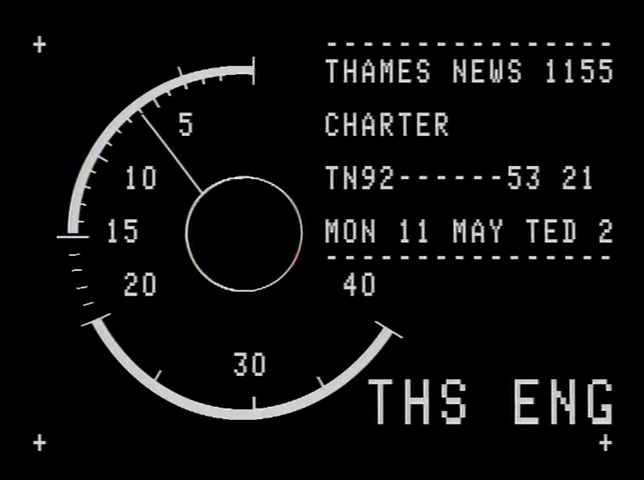 ----------------
THAMES NEWS 1155
CHARTER
TN92------53 21
MON 11 MAY TED 2
----------------
5
10
15
20
30
40
THS ENG